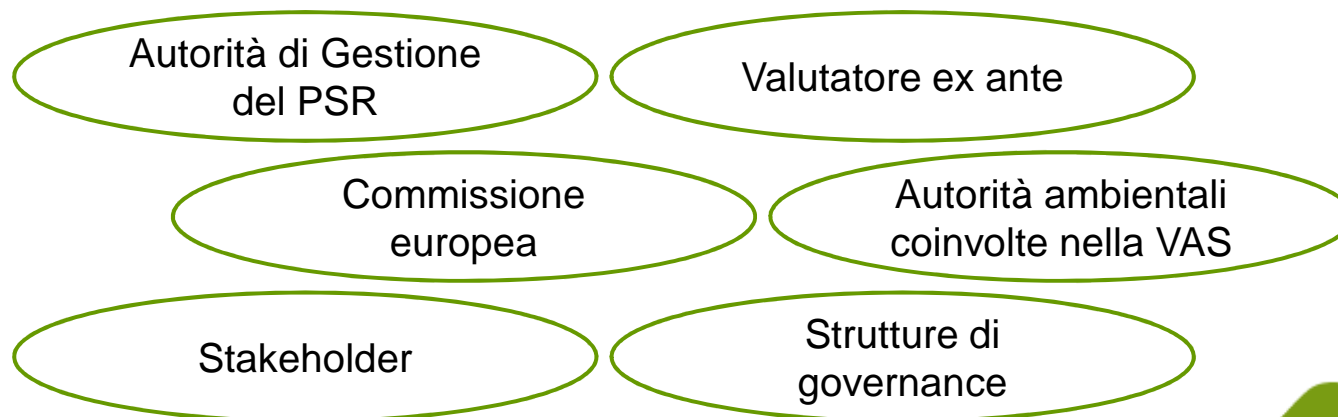 Autorità di Gestione
del PSR
Valutatore ex ante
Commissione
europea
Autorità ambientali
coinvolte nella VAS
Stakeholder
Strutture di
governance